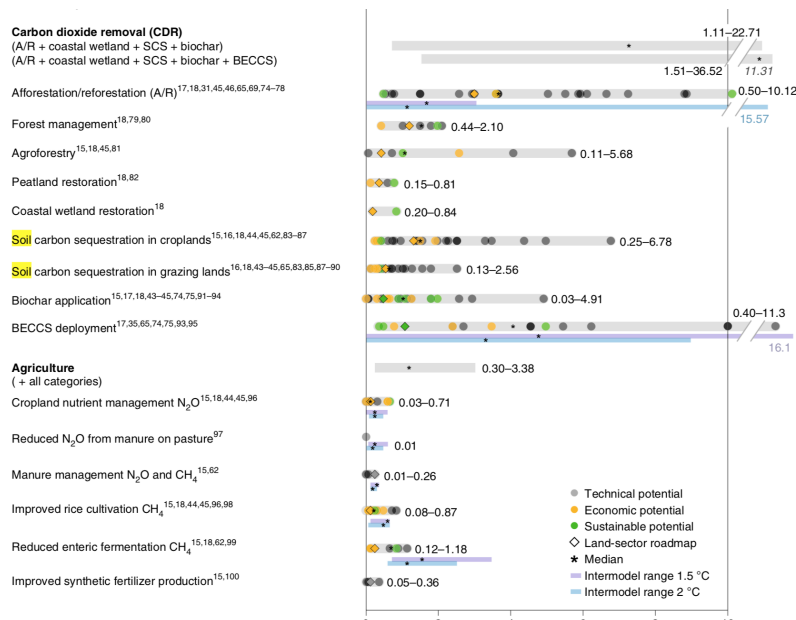 Carbon dioxide removal (CDR)
(A/R + coastal wetland + SCS + biochar)
(A/R + coastal wetland + SCS + biochar + BECCS)
1.11–22.71
1.51–36.52
11.31
Afforestation/reforestation (A/R)17,18,31,45,46,65,69,74–78
0.50–10.12
15.57
Forest management18,79,80
0.44–2.10
Agroforestry15,18,45,81
0.11–5.68
Peatland restoration18,82
0.15–0.81
Coastal wetland restoration18
0.20–0.84
Soil carbon sequestration in croplands15,16,18,44,45,62,83–87
0.25–6.78
Soil carbon sequestration in grazing lands16,18,43–45,65,83,85,87–90
0.13–2.56
Biochar application15,17,18,43–45,74,75,91–94
0.03–4.91
BECCS deployment17,35,65,74,75,93,95
0.40–11.3
16.1
Agriculture
( + all categories)
0.30–3.38
Cropland nutrient management N2O15,18,44,45,96
0.03–0.71
Reduced N2O from manure on pasture97
0.01
Manure management N2O and CH415,62
0.01–0.26
Improved rice cultivation CH415,18,44,45,96,98
0.08–0.87
Reduced enteric fermentation CH415,18,62,99
0.12–1.18
Improved synthetic fertilizer production15,100
0.05–0.36
Technical potential
Economic potential
Sustainable potential
Land-sector roadmap
Median
Intermodel range 1.5 °C
Intermodel range 2 °C